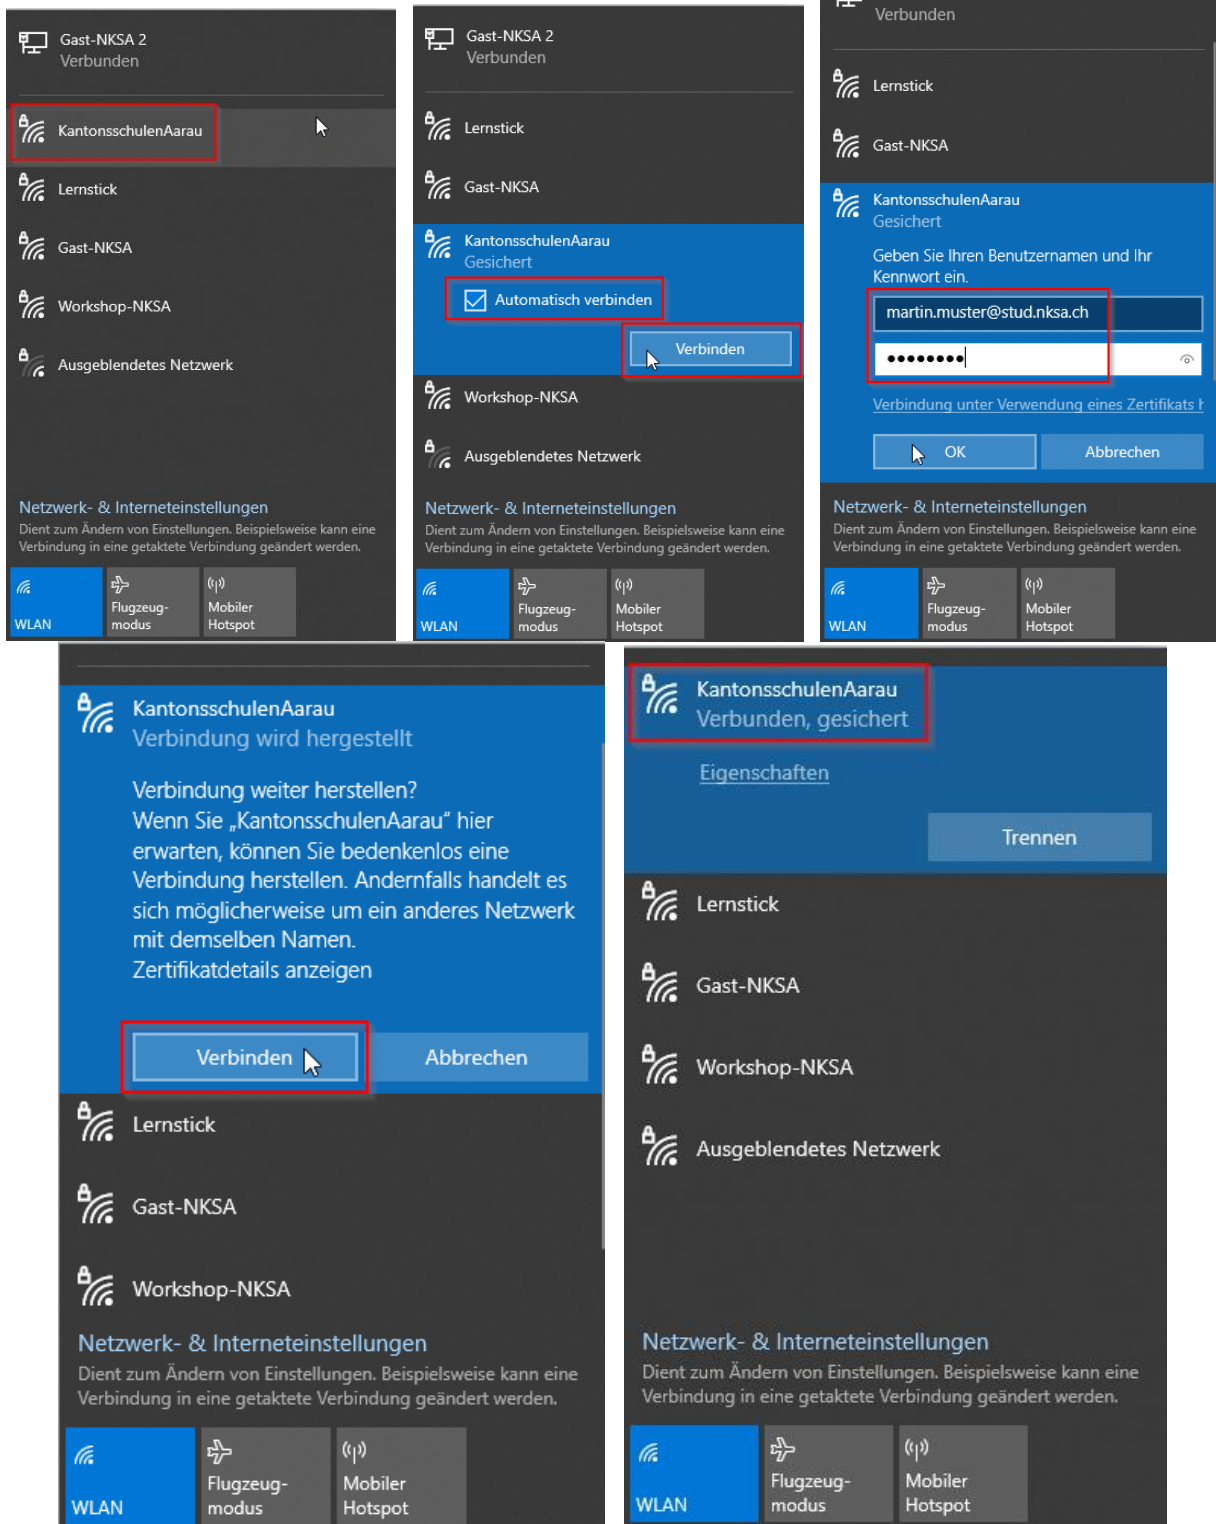 Gast-NKSA 2
Verbunden
KantonsschulenAarau
Lernstick
Gast-NKSA
Workshop-NKSA
Ausgeblendetes Netzwerk
Netzwerk- & Interneteinstellungen
Dient zum Ändern von Einstellungen. Beispielsweise kann eine
Verbindung in eine getaktete Verbindung geändert werden.
WLAN
Flugzeug-
modus
Mobiler
Hotspot
Gast-NKSA 2
Verbunden
Lernstick
Gast-NKSA
KantonsschulenAarau
Gesichert
Automatisch verbinden
Verbinden
Workshop-NKSA
Ausgeblendetes Netzwerk
Netzwerk- & Interneteinstellungen
Dient zum Ändern von Einstellungen. Beispielsweise kann eine
Verbindung in eine getaktete Verbindung geändert werden.
WLAN
Flugzeug-
modus
Mobiler
Hotspot
Verbunden
Lernstick
Gast-NKSA
KantonsschulenAarau
Gesichert
Geben Sie Ihren Benutzernamen und Ihr
Kennwort ein.
martin.muster@stud.nksa.ch
●●●●●●●●
Verbindung unter Verwendung eines Zertifikats
OK
Abbrechen
Netzwerk- & Interneteinstellungen
Dient zum Ändern von Einstellungen. Beispielsweise kann eine
Verbindung in eine getaktete Verbindung geändert werden.
WLAN
Flugzeug-
modus
Mobiler
Hotspot
KantonsschulenAarau
Verbindung wird hergestellt
Verbindung weiter herstellen?
Wenn Sie „KantonsschulenAarau“ hier
erwarten, können Sie bedenkenlos eine
Verbindung herstellen. Andernfalls handelt es
sich möglicherweise um ein anderes Netzwerk
mit demselben Namen.
Zertifikatdetails anzeigen
Verbinden
Abbrechen
Lernstick
Gast-NKSA
Workshop-NKSA
Netzwerk- & Interneteinstellungen
Dient zum Ändern von Einstellungen. Beispielsweise kann eine
Verbindung in eine getaktete Verbindung geändert werden.
WLAN
Flugzeug-
modus
Mobiler
Hotspot
KantonsschulenAarau
Verbunden, gesichert
Eigenschaften
Trennen
Lernstick
Gast-NKSA
Workshop-NKSA
Ausgeblendetes Netzwerk
Netzwerk- & Interneteinstellungen
Dient zum Ändern von Einstellungen. Beispielsweise kann eine
Verbindung in eine getaktete Verbindung geändert werden.
WLAN
Flugzeug-
modus
Mobiler
Hotspot